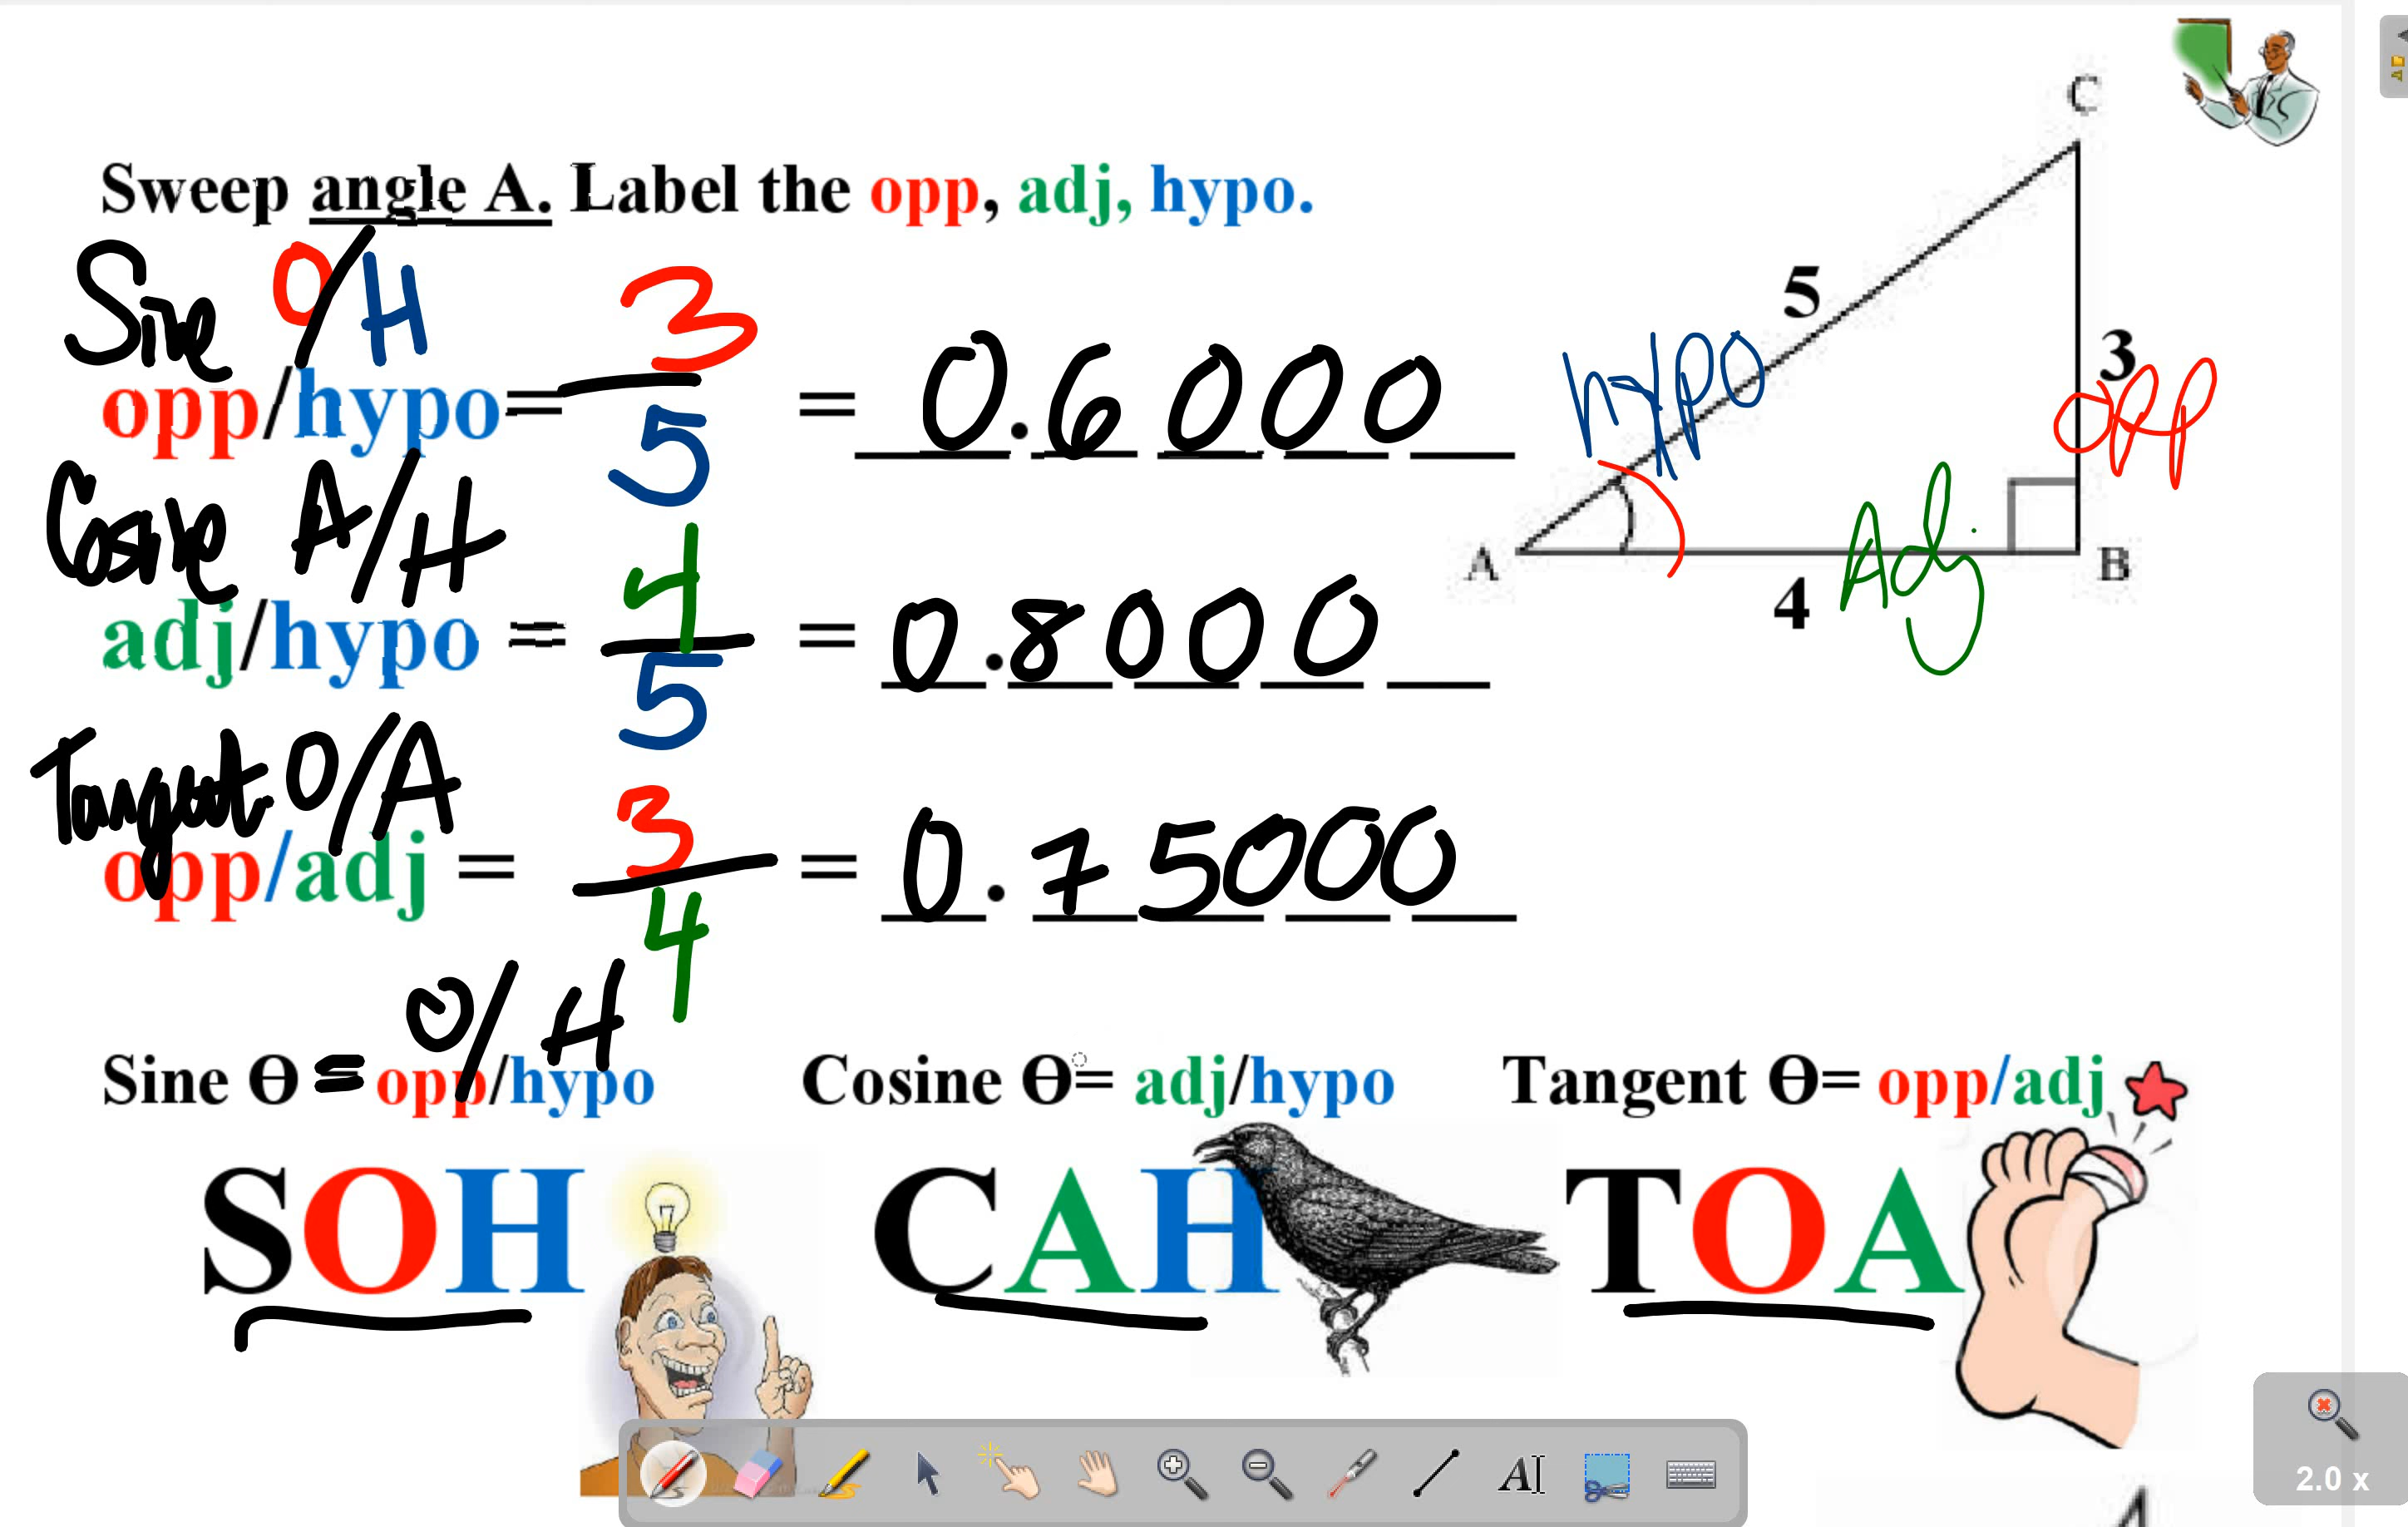 Sweep angle A. Label the opp, adj, hypo.
Sine O/H
opp/hypo = 3/5 = 0.6000
Cosine A/H
adj/hypo = 4/5 = 0.8000
Tangent O/A
opp/adj = 3/4 = 0.75000
C
5
hypo
3
opp
A
4
Adj
B
O/H
Sine Θ = opp/hypo
Cosine Θ= adj/hypo
Tangent Θ= opp/adj
SOH
CAH
TOA
AI
2.0 x